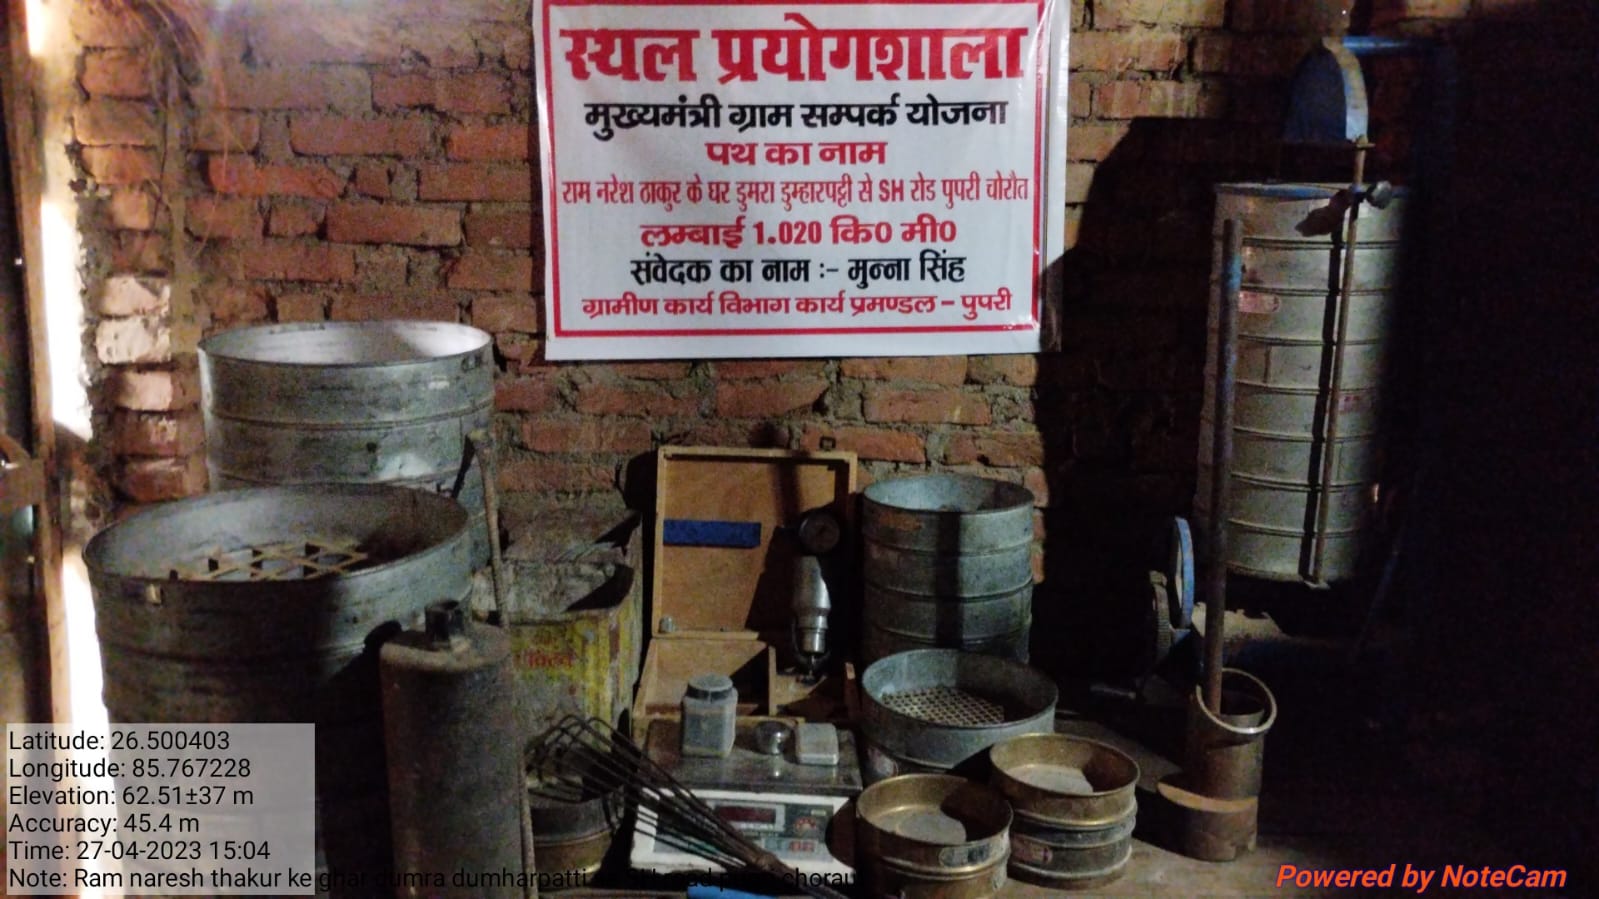 स्थल प्रयोगशाला
मुख्यमंत्री ग्राम सम्पर्क योजना
पथ का नाम
राम नरेश ठाकुर के घर डुमरा डुम्हारपट्टी से SH रोड पुपरी चोरौत
लम्बाई 1.020 कि० मी०
संवेदक का नाम :- मुन्ना सिंह
ग्रामीण कार्य विभाग कार्य प्रमण्डल - पुपरी
Latitude: 26.500403
Longitude: 85.767228
Elevation: 62.51±37 m
Accuracy: 45.4 m
Time: 27-04-2023 15:04
Note: Ram naresh thakur ke ghar dumra dumharpatti
Powered by NoteCam